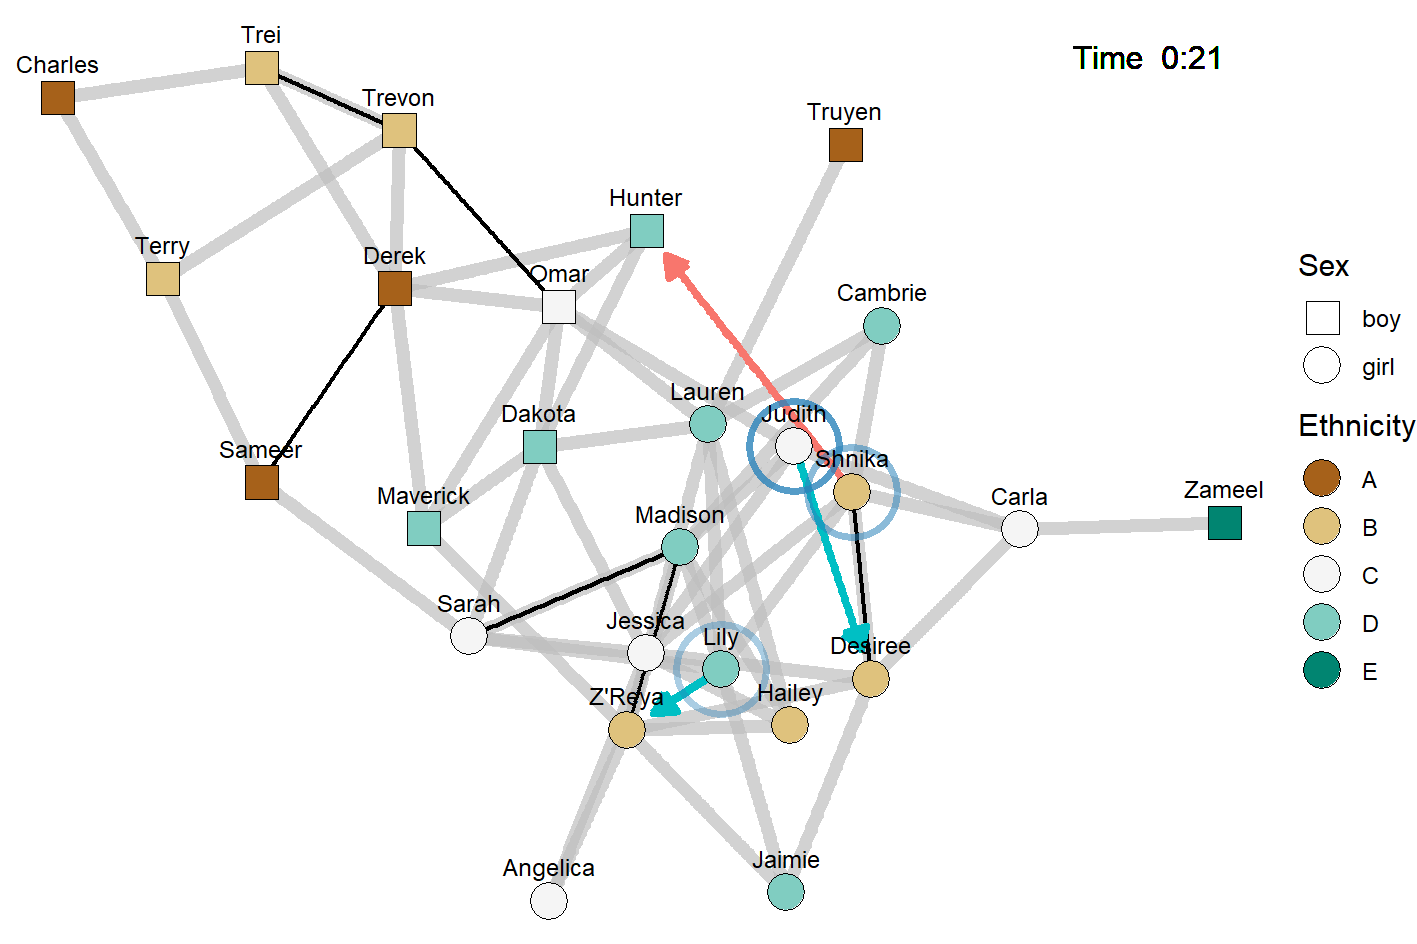 Trei
Time 0:21
Charles
Trevon
Truyen
Hunter
Terry
Derek
Omar
Sex
Cambrie
boy
girl
Lauren
Judith
Dakota
Ethnicity
Sameer
Shnika
A
Maverick
Carla
Zameel
Madison
B
C
Sarah
Jessica
Lily
D
Desiree
E
Z'Reya
Hailey
Angelica
Jaimie